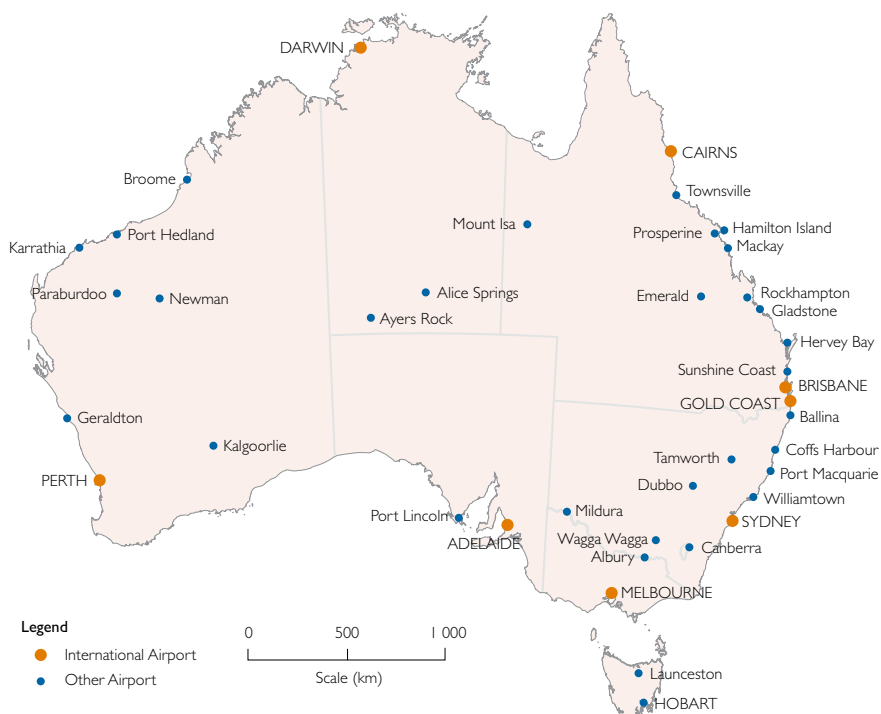 DARWIN
CAIRNS
Broome
Townsville
Mount Isa
Hamilton Island
Prosperine
Port Hedland
Mackay
Karrathia
Paraburdoo
Newman
Alice Springs
Emerald
Rockhampton
Gladstone
Ayers Rock
Hervey Bay
Sunshine Coast
BRISBANE
GOLD COAST
Ballina
Geraldton
Kalgoorlie
Coffs Harbour
Tamworth
Port Macquarie
PERTH
Dubbo
Williamtown
Port Lincoln
Mildura
SYDNEY
ADELAIDE
Wagga Wagga
Canberra
Albury
MELBOURNE
Legend
International Airport
Other Airport
0 500 1 000
Scale (km)
Launceston
HOBART